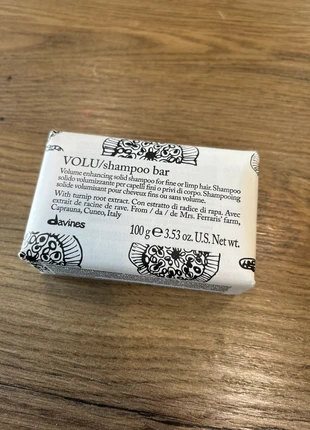 VOLU/shampoo bar
Volume enhancing solid shampoo for fine or limp hair. Shampoo
solido volumizzante per capelli fini o privi di corpo. Shampooing
solide volumisant pour cheveux fins ou sans volume.
With turnip root extract. Con estratto di radice di rapa. Avec
extrait de racine de rave. From / da / de Mrs. Ferraris' farm,
Caprauna, Cuneo, Italy
davines
100 g ℮ 3.53 oz. U.S. Net wt.